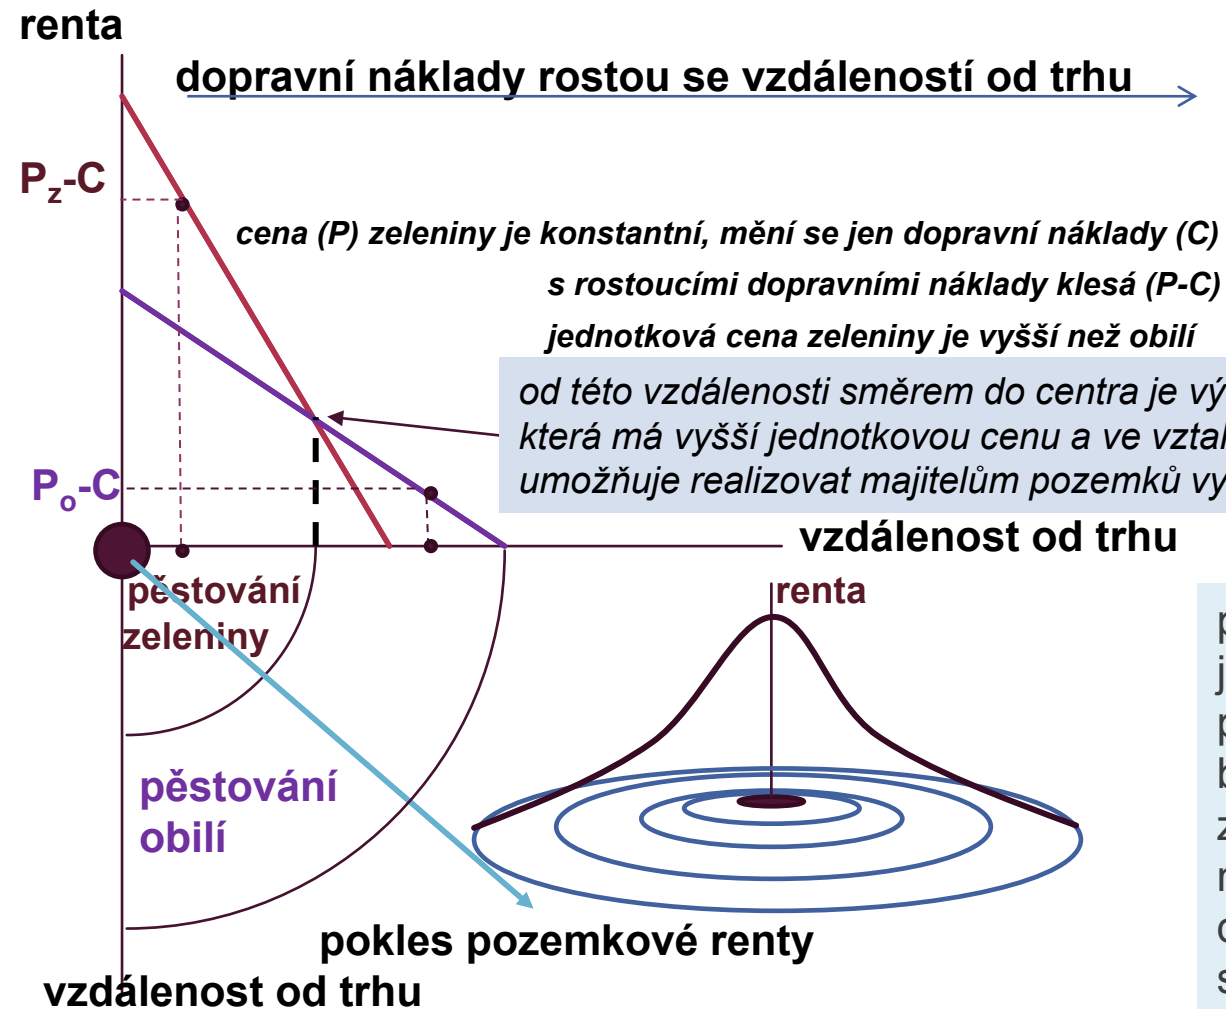 renta
dopravní náklady rostou se vzdáleností od trhu
Pz-C
cena (P) zeleniny je konstantní, mění se jen dopravní náklady (C)
s rostoucími dopravními náklady klesá (P-C)
jednotková cena zeleniny je vyšší než obilí
od této vzdálenosti směrem do centra je
která má vyšší jednotkovou cenu a ve
umožňuje realizovat majitelům pozemků
Po-C
vzdálenost od trhu
pěstování
zeleniny
renta
pěstování
obilí
pokles pozemkové renty
vzdálenost od trhu